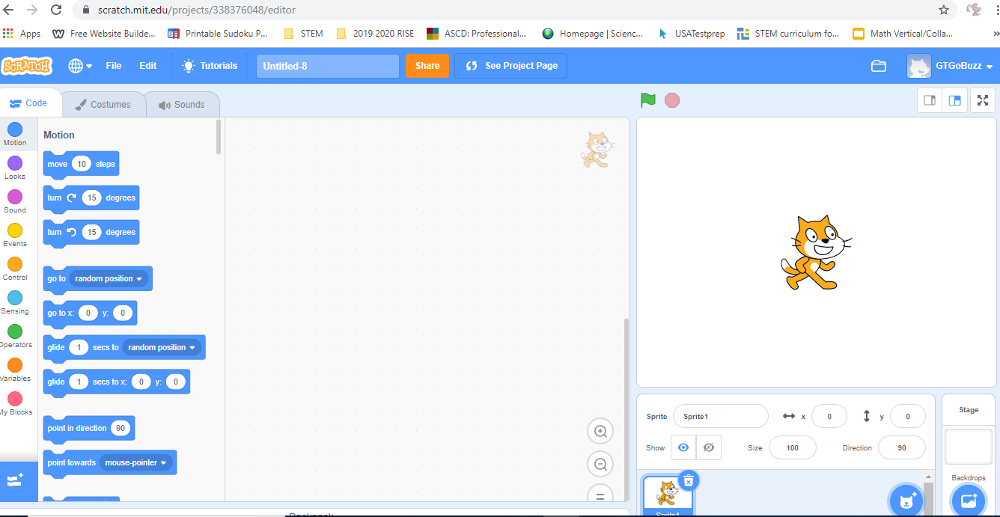 scratch.mit.edu/projects/338376048/editor
Apps Free Website Builde... Printable Sudoku P... STEM 2019 2020 RISE ASCD: Professional... Homepage | Scienc... USATestprep STEM curriculum fo... Math Vertical/Colla... »
SCRATCH File Edit Tutorials Untitled-8 Share See Project Page GTGoBuzz
Code Costumes Sounds
Motion
Looks
Sound
Events
Control
Sensing
Operators
Variables
My Blocks
Motion
move 10 steps
turn 15 degrees
turn 15 degrees
go to random position
go to x: 0 y: 0
glide 1 secs to random position
glide 1 secs to x: 0 y: 0
point in direction 90
point towards mouse-pointer
Backpack
Sprite Sprite1 x 0 y 0
Show Size 100 Direction 90
Sprite1
Stage
Backdrops